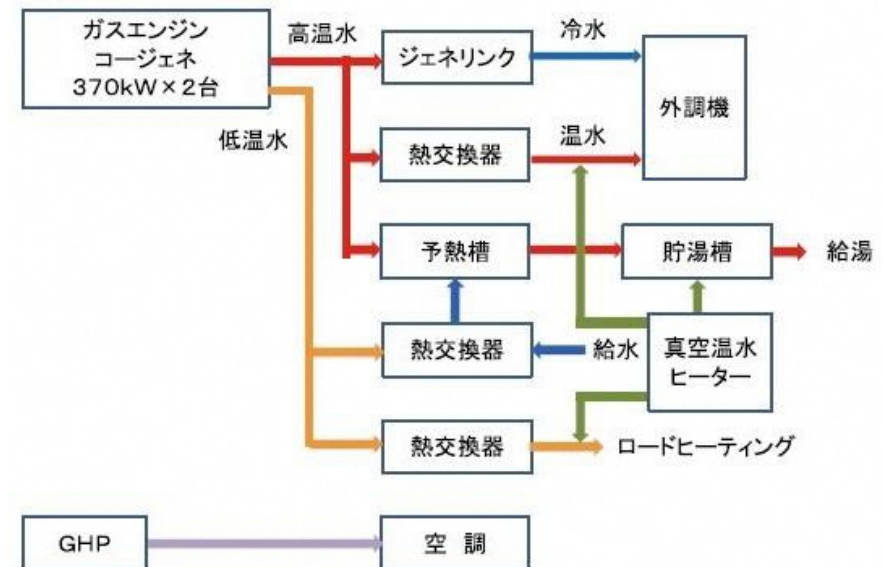 ガスエンジン
コージェネ
370kW×2台
高温水
ジェネリンク
冷水
外調機
低温水
熱交換器
温水
予熱槽
貯湯槽
給湯
熱交換器
給水
真空温水
ヒーター
熱交換器
ロードヒーティング
GHP
空 調